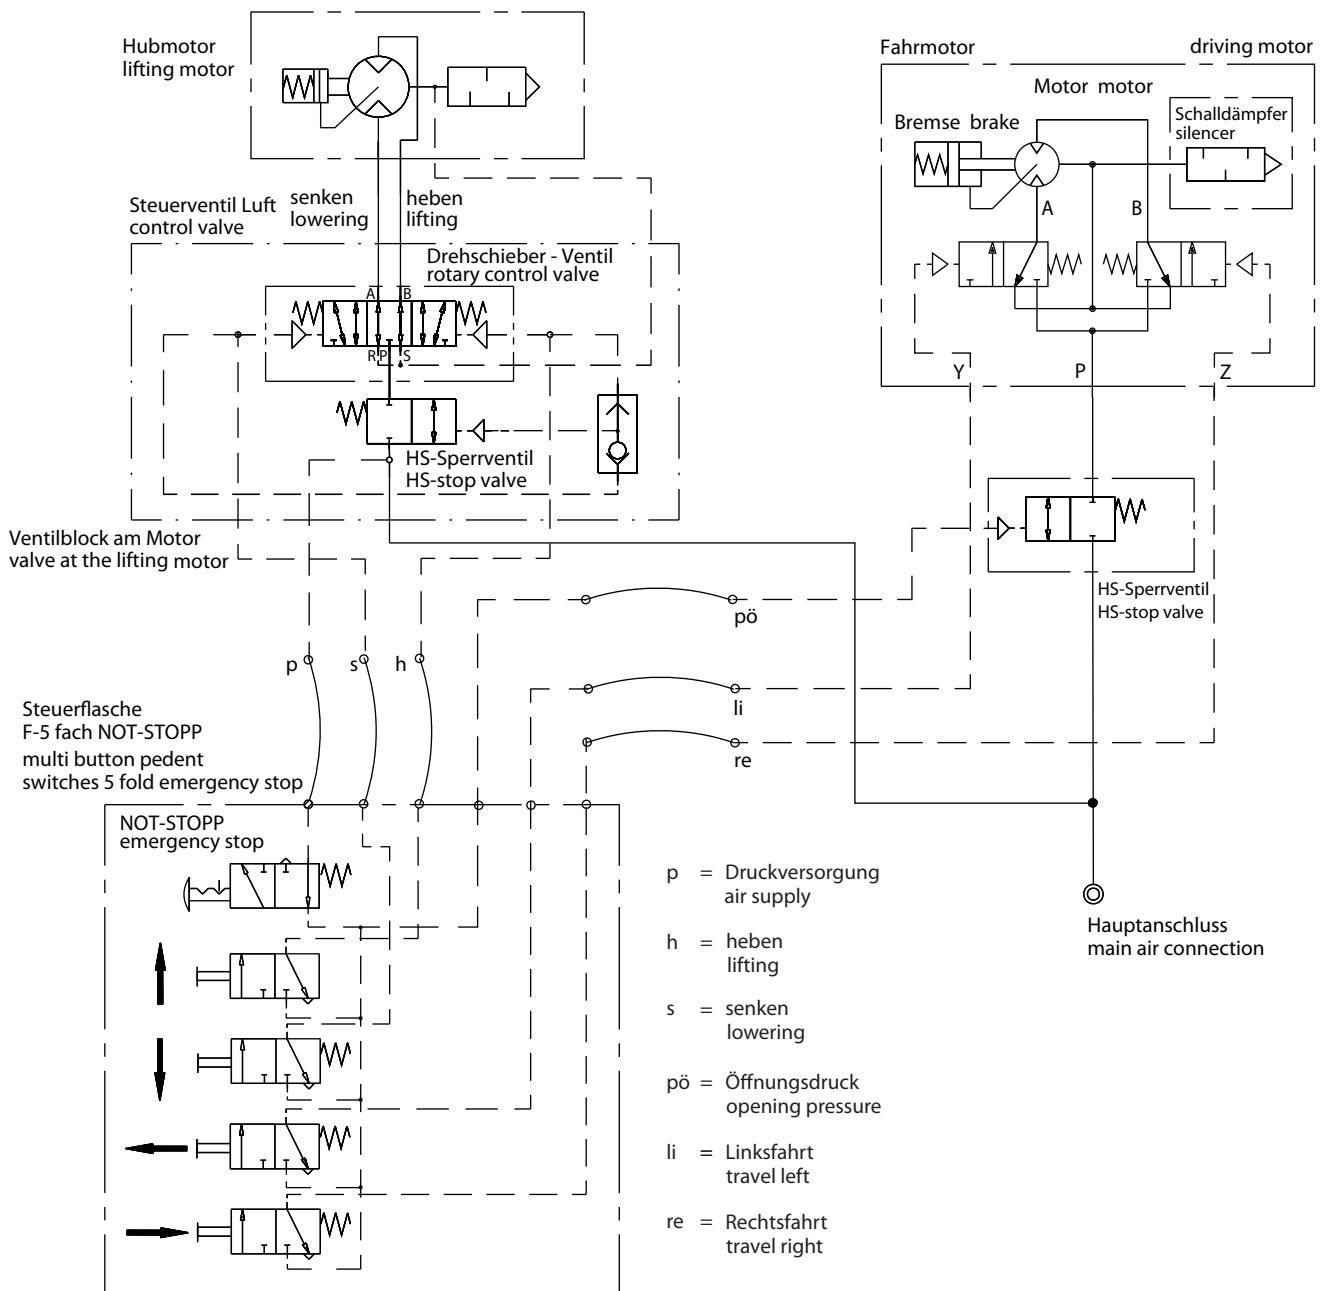 Hubmotor
lifting motor
Fahrmotor
driving motor
Motor motor
Bremse brake
Schalldämpfer
silencer
A
B
senken
lowering
heben
lifting
Steuerventil Luft
control valve
Drehschieber - Ventil
rotary control valve
A
B
R
P
S
Y
P
Z
HS-Sperrventil
HS-stop valve
Ventilblock am Motor
valve at the lifting motor
HS-Sperrventil
HS-stop valve
pö
p
s
h
li
re
Steuerflasche
F-5 fach NOT-STOPP
multi button pedent
switches 5 fold emergency stop
NOT-STOPP
emergency stop
p = Druckversorgung
air supply
h = heben
lifting
s = senken
lowering
pö = Öffnungsdruck
opening pressure
li = Linksfahrt
travel left
re = Rechtsfahrt
travel right
Hauptanschluss
main air connection